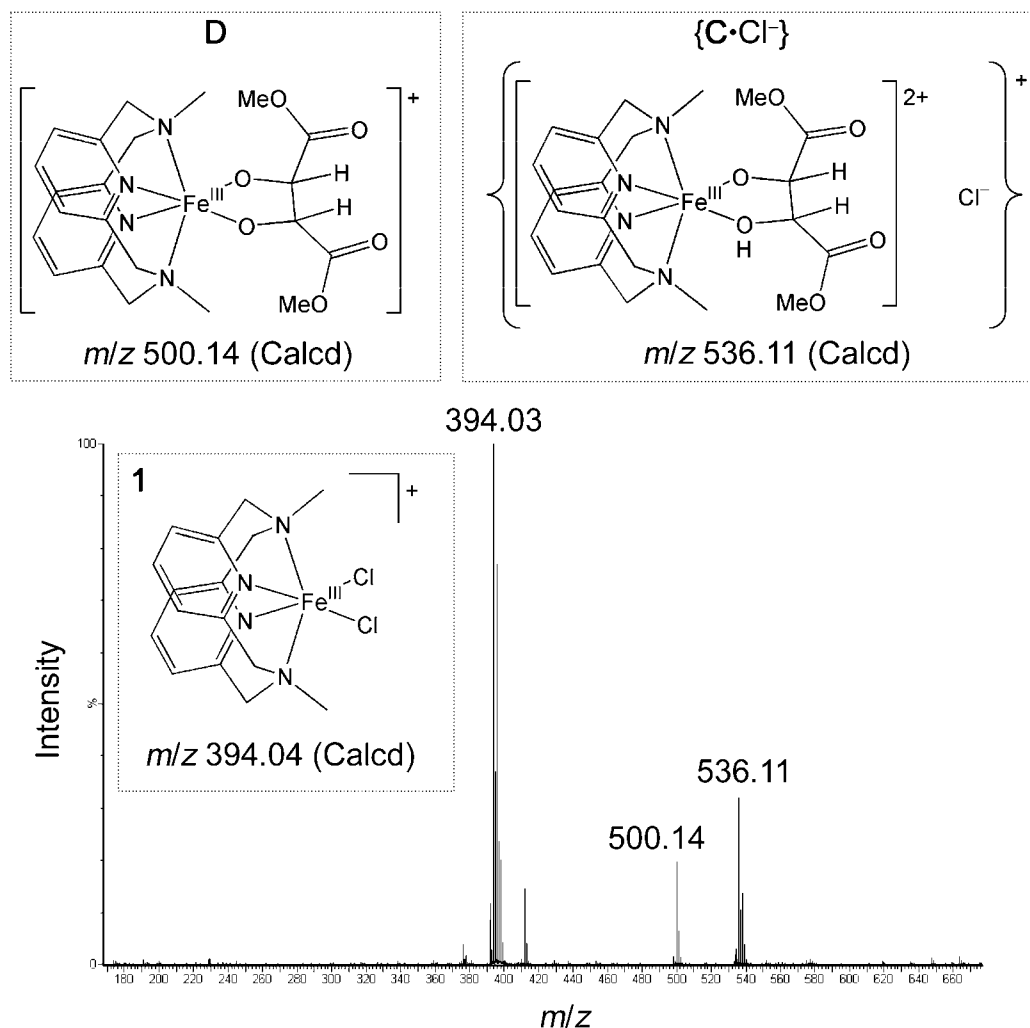 D
{C•Cl⁻}
+
MeO
O
H
H
O
MeO
N
N
N
N
Fe^III
O
O
m/z 500.14 (Calcd)
2+
+
MeO
O
H
H
O
MeO
N
N
N
N
Fe^III
O
O
H
Cl⁻
m/z 536.11 (Calcd)
394.03
100
1
+
N
N
N
N
Fe^III
Cl
Cl
m/z 394.04 (Calcd)
Intensity
%
536.11
500.14
0
180 200 220 240 260 280 300 320 340 360 380 400 420 440 460 480 500 520 540 560 580 600 620 640 660
m/z